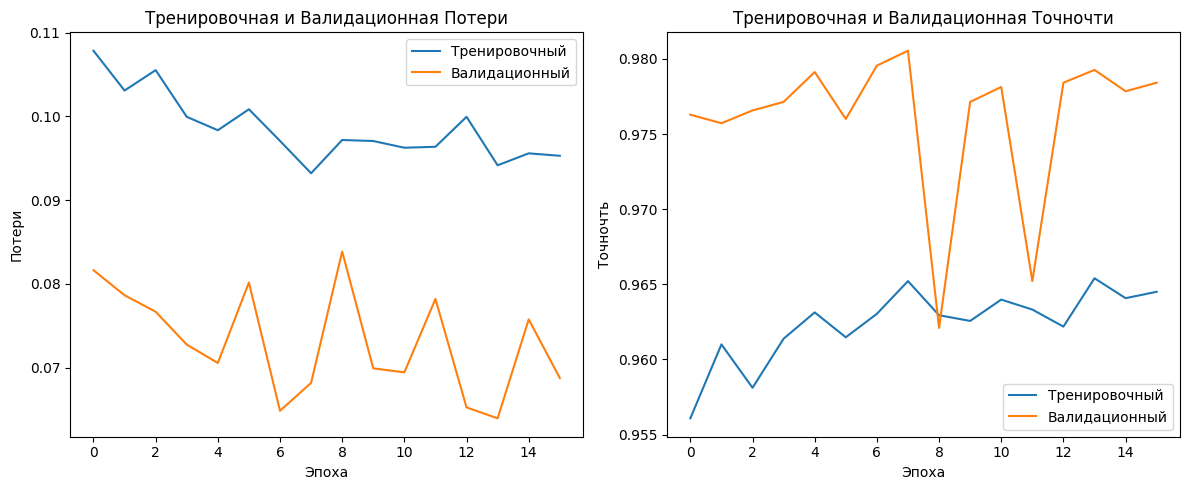 Тренировочная и Валидационная Потери
0.11
0.10
0.09
0.08
0.07
Потери
0 2 4 6 8 10 12 14
Эпоха
Тренировочный
Валидационный
Тренировочная и Валидационная Точночти
0.980
0.975
0.970
0.965
0.960
0.955
Точночть
0 2 4 6 8 10 12 14
Эпоха
Тренировочный
Валидационный